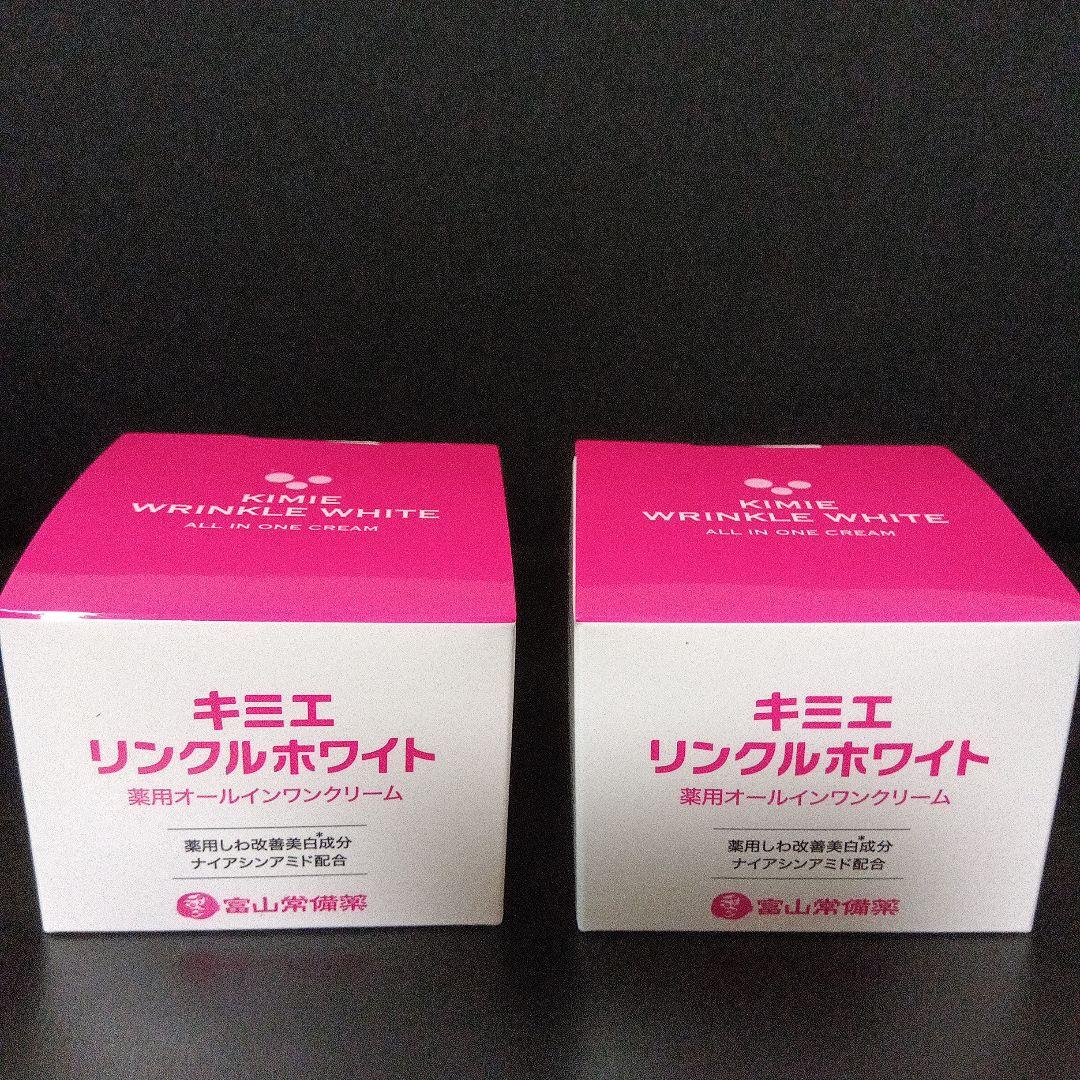 KIMIE
WRINKLE WHITE
ALL IN ONE CREAM
キミエ
リンクルホワイト
薬用オールインワンクリーム
薬用しわ改善美白*成分
ナイアシンアミド配合
富山常備薬
KIMIE
WRINKLE WHITE
ALL IN ONE CREAM
キミエ
リンクルホワイト
薬用オールインワンクリーム
薬用しわ改善美白*成分
ナイアシンアミド配合
富山常備薬